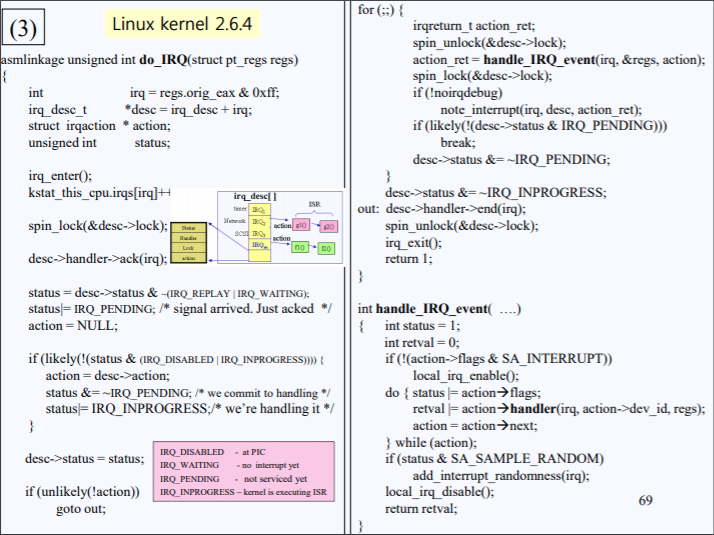 (3)
Linux kernel 2.6.4
asmlinkage unsigned int do_IRQ(struct pt_regs regs)
{
int irq = regs.orig_eax & 0xff;
irq_desc_t *desc = irq_desc + irq;
struct irqaction * action;
unsigned int status;
irq_enter();
kstat_this_cpu.irqs[irq]++
spin_lock(&desc->lock);
desc->handler->ack(irq);
irq_desc[ ]
timer IRQ1
ISR
Network IRQ2
action g1() g2()
SCSI IRQ3
action
IRQn f1() f2()
Status
Handler
Lock
action
status = desc->status & ~(IRQ_REPLAY | IRQ_WAITING);
status|= IRQ_PENDING; /* signal arrived. Just acked */
action = NULL;
if (likely(!(status & (IRQ_DISABLED | IRQ_INPROGRESS)))) {
action = desc->action;
status &= ~IRQ_PENDING; /* we commit to handling */
status|= IRQ_INPROGRESS;/* we're handling it */
}
desc->status = status;
if (unlikely(!action))
goto out;
IRQ_DISABLED - at PIC
IRQ_WAITING - no interrupt yet
IRQ_PENDING - not serviced yet
IRQ_INPROGRESS – kernel is executing ISR
for (;;) {
irqreturn_t action_ret;
spin_unlock(&desc->lock);
action_ret = handle_IRQ_event(irq, &regs, action);
spin_lock(&desc->lock);
if (!noirqdebug)
note_interrupt(irq, desc, action_ret);
if (likely(!(desc->status & IRQ_PENDING)))
break;
desc->status &= ~IRQ_PENDING;
}
desc->status &= ~IRQ_INPROGRESS;
out: desc->handler->end(irq);
spin_unlock(&desc->lock);
irq_exit();
return 1;
}
int handle_IRQ_event( ….)
{ int status = 1;
int retval = 0;
if (!(action->flags & SA_INTERRUPT))
local_irq_enable();
do { status |= action→flags;
retval |= action→handler(irq, action->dev_id, regs);
action = action→next;
} while (action);
if (status & SA_SAMPLE_RANDOM)
add_interrupt_randomness(irq);
local_irq_disable();
return retval;
}
69